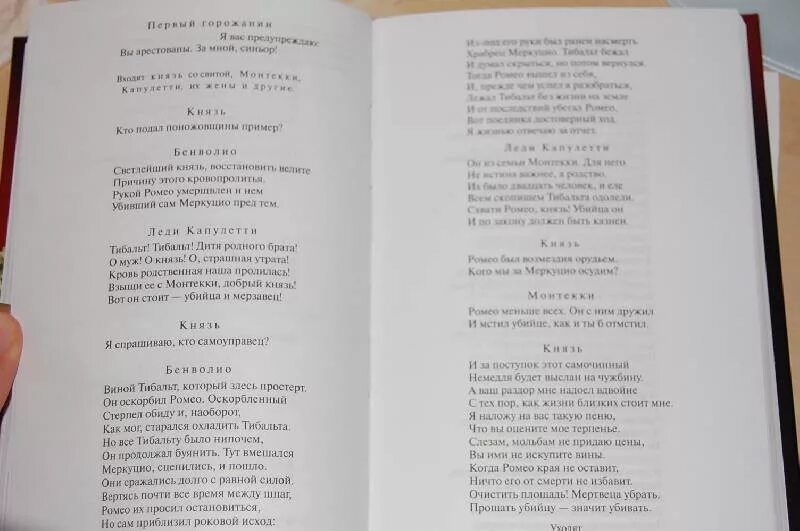 Первый горожанин
Я вас предупреждаю:
Вы арестованы. За мной, синьор!
Входят князь со свитой, Монтекки,
Капулетти, их жены и другие.
Князь
Кто подал поножовщины пример?
Бенволио
Светлейший князь, восстановить велите
Причину этого кровопролитья.
Рукой Ромео умерщвлен и нем
Убивший сам Меркуцио пред тем.
Леди Капулетти
Тибальт! Тибальт! Дитя родного брата!
О муж! О князь! О, страшная утрата!
Кровь родственная наша пролилась!
Взыщи ее с Монтекки, добрый князь!
Вот он стоит — убийца и мерзавец!
Князь
Я спрашиваю, кто самоуправец?
Бенволио
Виной Тибальт, который здесь простерт.
Он оскорбил Ромео. Оскорбленный
Стерпел обиду и, наоборот,
Как мог, старался охладить Тибальта.
Но все Тибальту было нипочем,
Он продолжал буянить. Тут вмешался
Меркуцио, сцепились, и пошло.
Они сражались долго с равной силой.
Вертясь почти все время между шпаг,
Ромео их просил остановиться,
Но сам приблизил роковой исход:
Из-под его руки был ранен насмерть
Храбрец Меркуцио. Тибальт бежал
И думал скрыться, но потом вернулся.
Тогда Ромео вышел из себя,
И, прежде чем успел я разобраться,
Лежал Тибальт без жизни на земле
И от последствий убегал Ромео.
Вот поединка достоверный ход.
Я жизнью отвечаю за отчет.
Леди Капулетти
Он из семьи Монтекки. Для него
Не истина важнее, а родство.
Их было двадцать человек, и еле
Всем скопищем Тибальта одолели.
Схвати Ромео, князь! Убийца он
И по закону должен быть казнен.
Князь
Ромео был возмездия орудьем.
Кого мы за Меркуцио осудим?
Монтекки
Ромео меньше всех. Он с ним дружил
И мстил убийце, как и ты б отмстил.
Князь
И за поступок этот самочинный
Немедля будет выслан на чужбину.
А ваш раздор мне надоел вдвойне
С тех пор, как жизни близких стоит мне.
Я наложу на вас такую пеню,
Что вы оцените мое терпенье.
Слезам, мольбам не придаю цены,
Вы ими не искупите вины.
Когда Ромео края не оставит,
Ничто его от смерти не избавит.
Очистить площадь! Мертвеца убрать.
Прощать убийцу — значит убивать.
Уходят